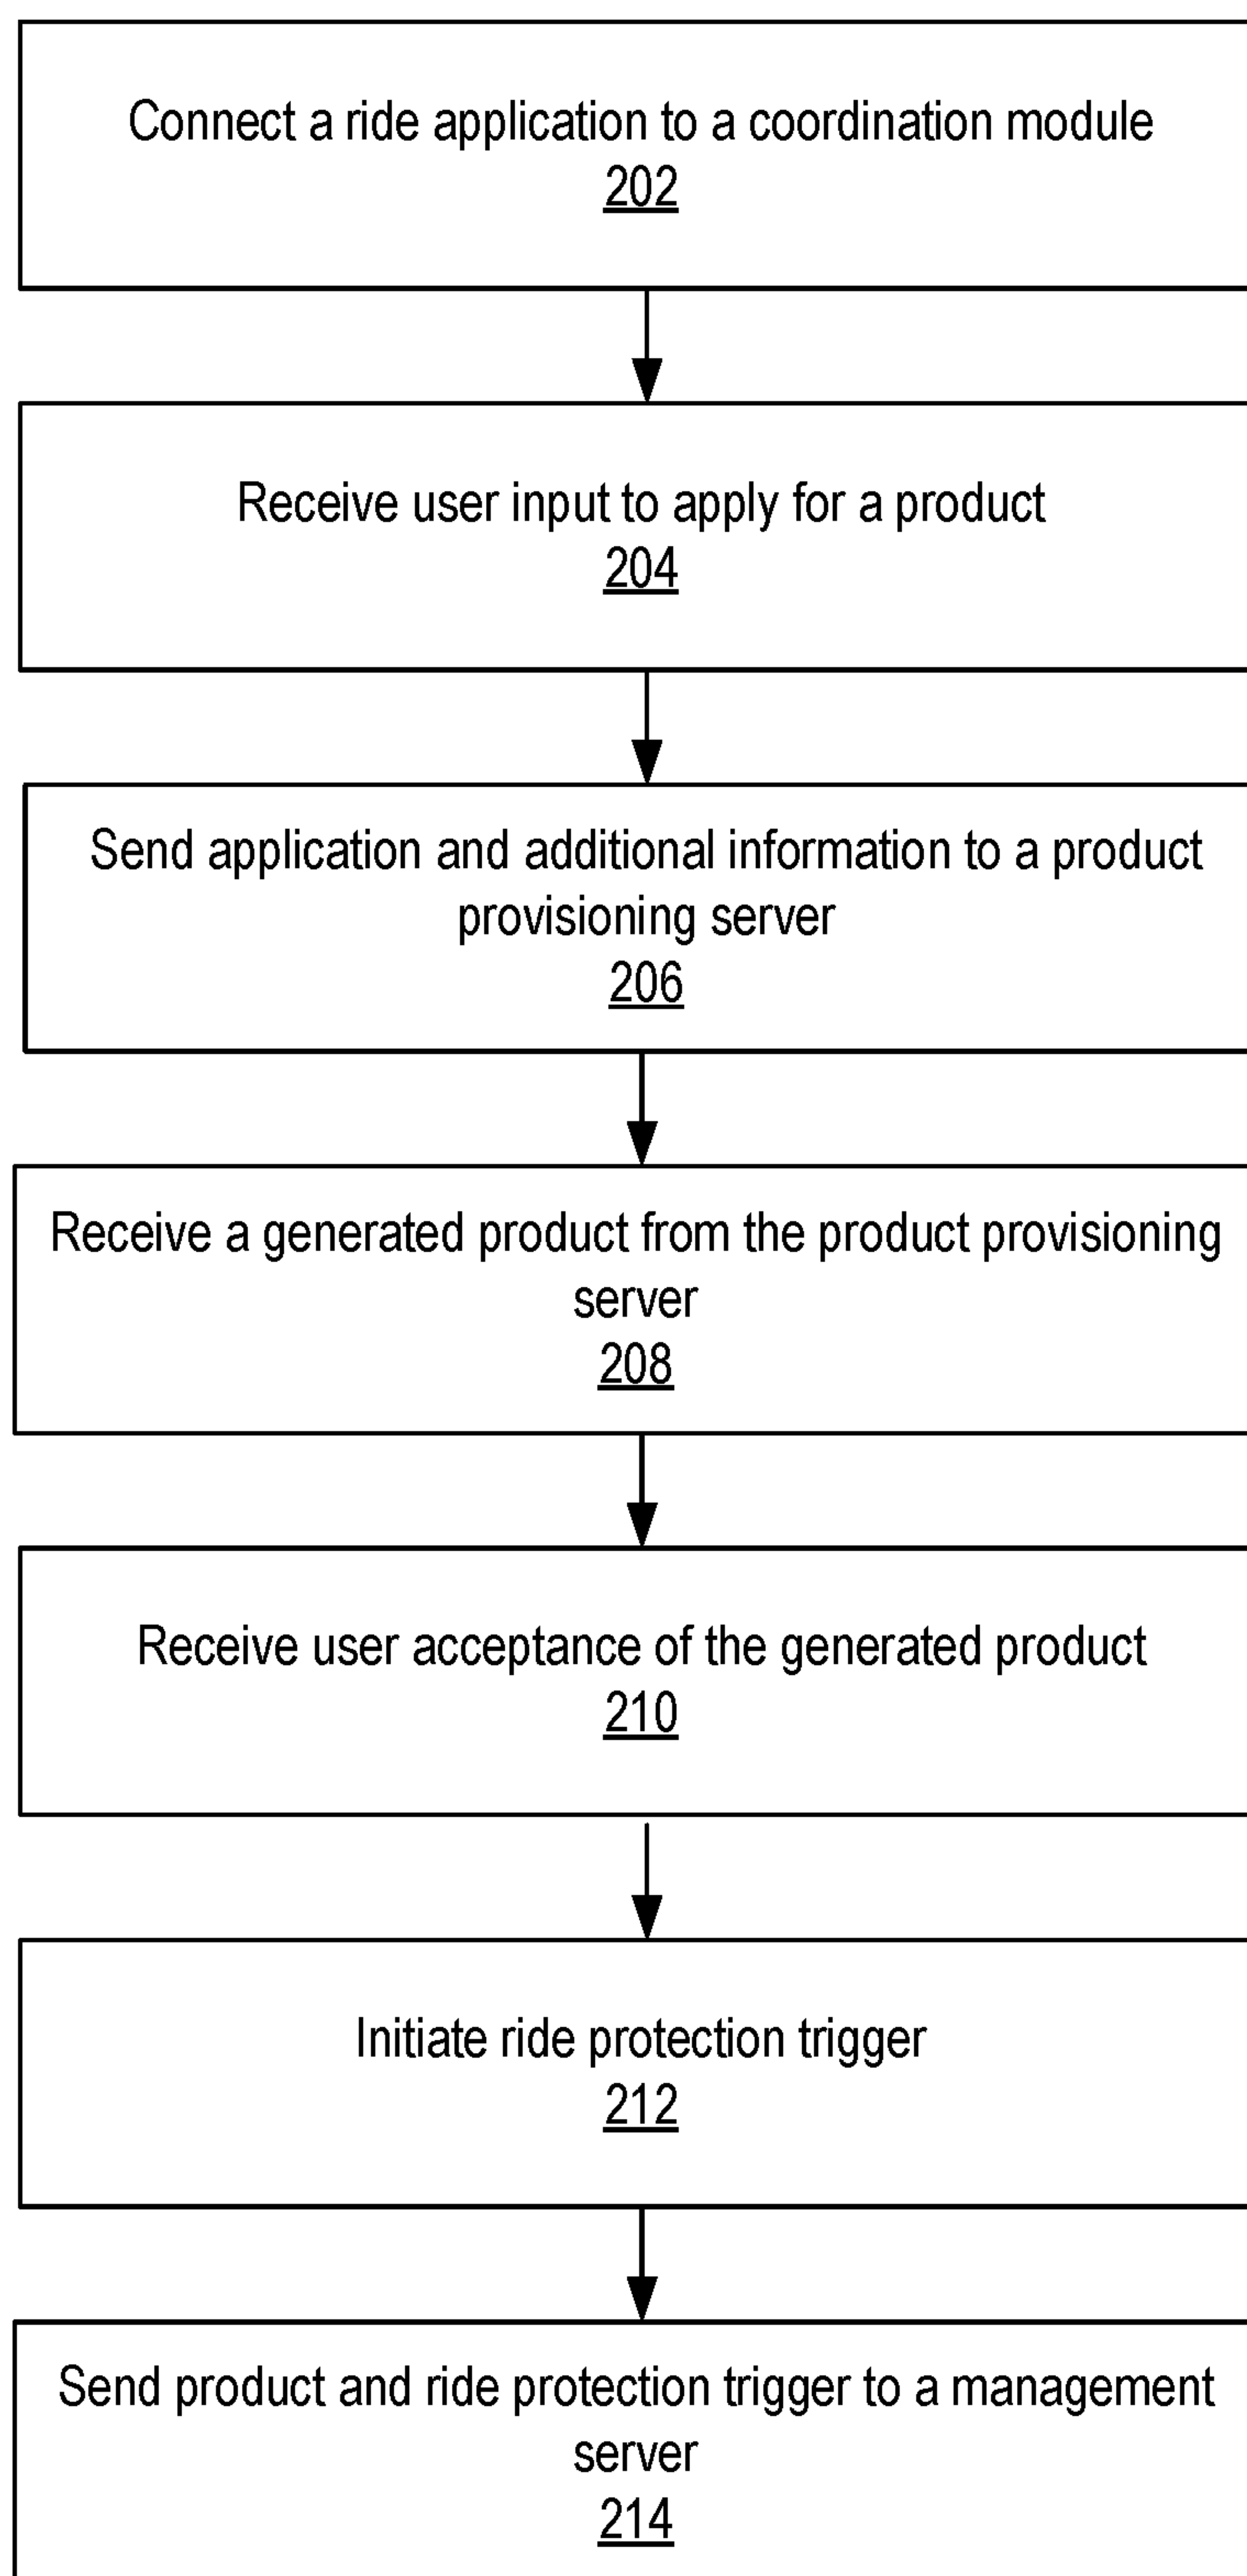 Connect a ride application to a coordination module
202
Receive user input to apply for a product
204
Send application and additional information to a product
provisioning server
206
Receive a generated product from the product provisioning
server
208
Receive user acceptance of the generated product
210
Initiate ride protection trigger
212
Send product and ride protection trigger to a management
server
214